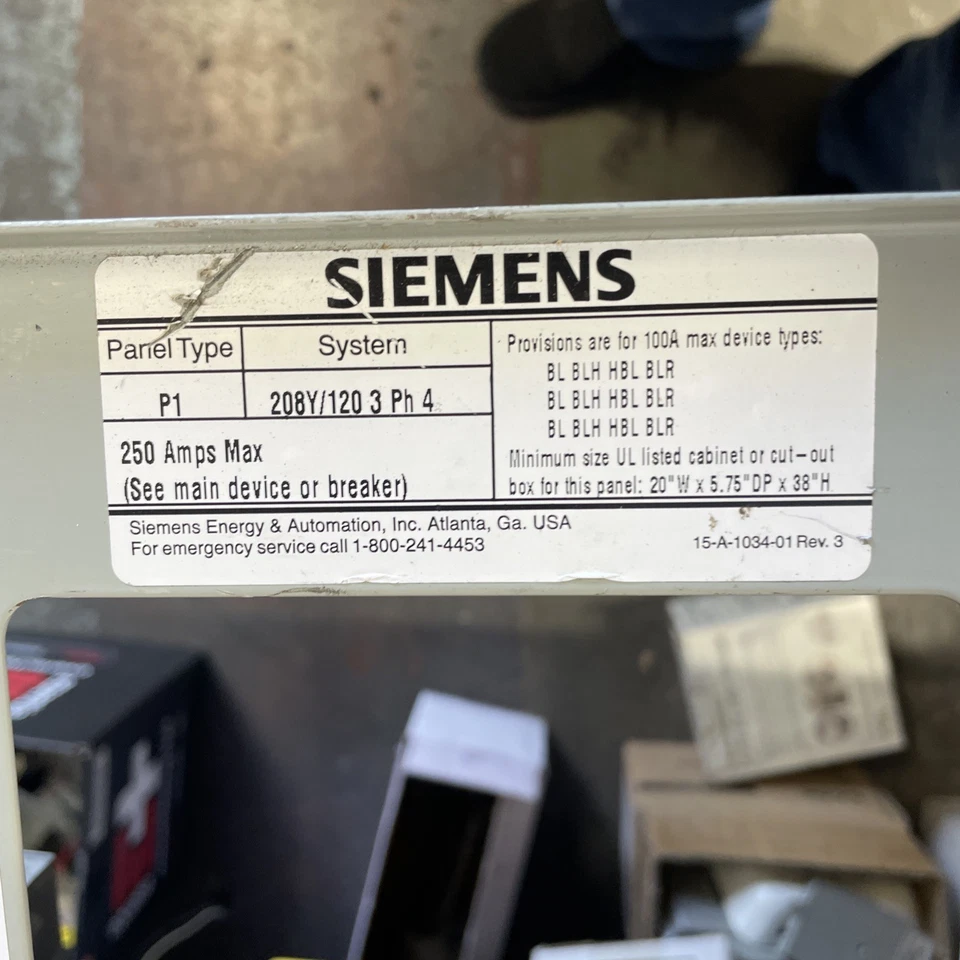 SIEMENS
Panel Type
System
P1
208Y/120 3 Ph 4
250 Amps Max
(See main device or breaker)
Provisions are for 100A max device types:
BL BLH HBL BLR
BL BLH HBL BLR
BL BLH HBL BLR
Minimum size UL listed cabinet or cut-out
box for this panel: 20"W x 5.75"DP x 38"H
Siemens Energy & Automation, Inc. Atlanta, Ga. USA
For emergency service call 1-800-241-4453
15-A-1034-01 Rev. 3